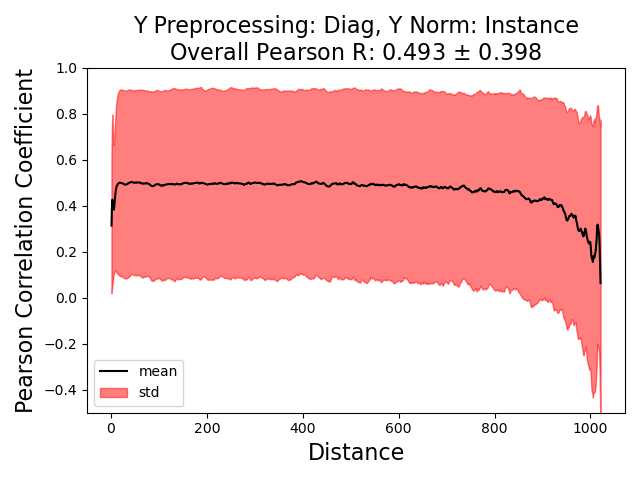 Y Preprocessing: Diag, Y Norm: Instance
Overall Pearson R: 0.493 ± 0.398
Pearson Correlation Coefficient
1.0
0.8
0.6
0.4
0.2
0.0
−0.2
−0.4
mean
std
0 200 400 600 800 1000
Distance